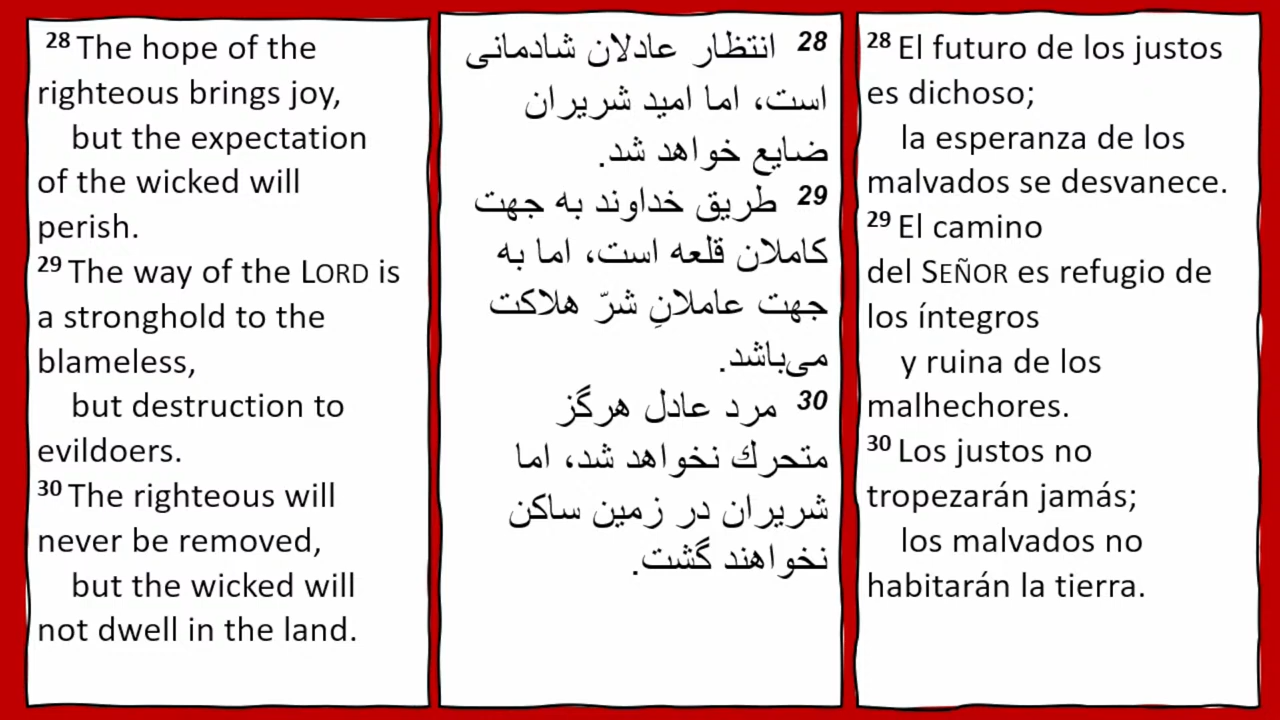 28 The hope of the
righteous brings joy,
but the expectation
of the wicked will
perish.
29 The way of the LORD is
a stronghold to the
blameless,
but destruction to
evildoers.
30 The righteous will
never be removed,
but the wicked will
not dwell in the land.
28 انتظار عادلان شادمانی
است، اما امید شریران
ضایع خواهد شد.
29 طریق خداوند به جهت
کاملان قلعه است، اما به
جهت عاملانِ شرّ هلاکت
می‌باشد.
30 مرد عادل هرگز
متحرك نخواهد شد، اما
شریران در زمین ساکن
نخواهند گشت.
28 El futuro de los justos
es dichoso;
la esperanza de los
malvados se desvanece.
29 El camino
del SEÑOR es refugio de
los íntegros
y ruina de los
malhechores.
30 Los justos no
tropezarán jamás;
los malvados no
habitarán la tierra.